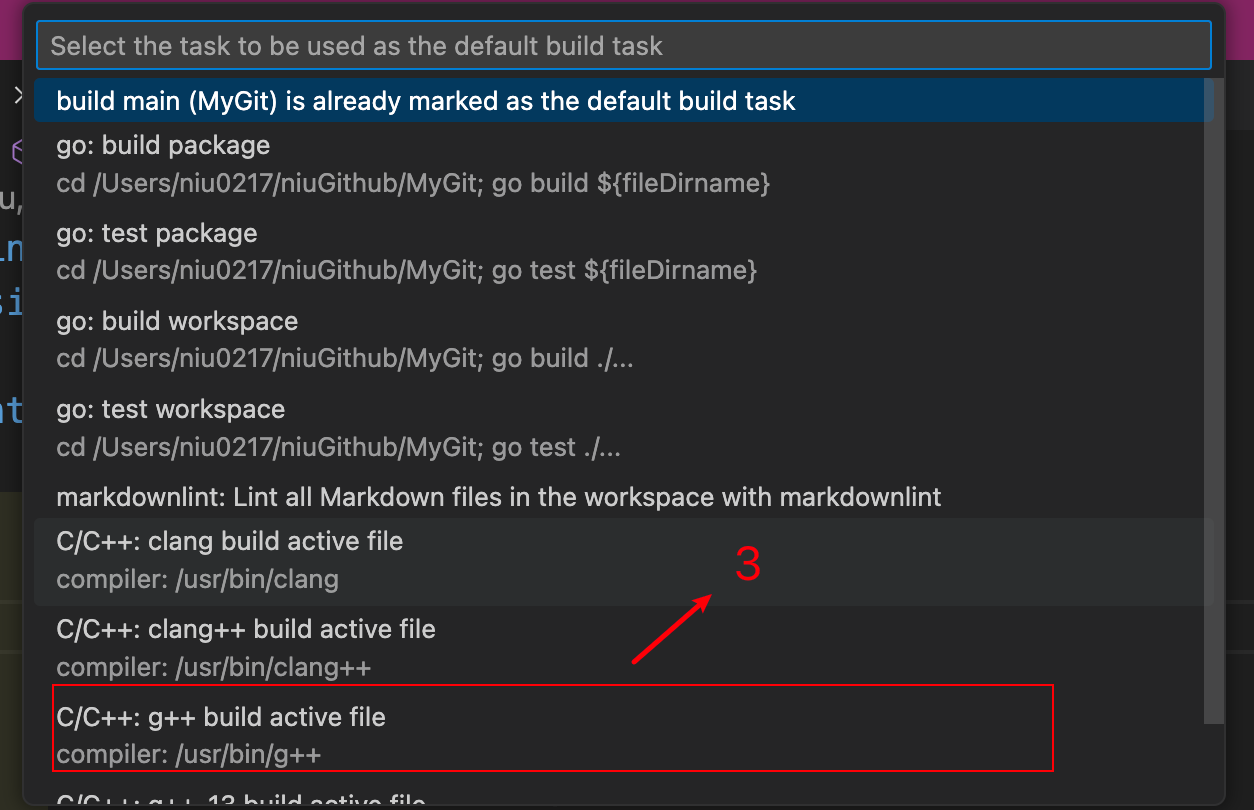 Select the task to be used as the default build task
build main (MyGit) is already marked as the default build task
go: build package
cd /Users/niu0217/niuGithub/MyGit; go build ${fileDirname}
go: test package
cd /Users/niu0217/niuGithub/MyGit; go test ${fileDirname}
go: build workspace
cd /Users/niu0217/niuGithub/MyGit; go build ./...
go: test workspace
cd /Users/niu0217/niuGithub/MyGit; go test ./...
markdownlint: Lint all Markdown files in the workspace with markdownlint
C/C++: clang build active file
compiler: /usr/bin/clang
3
C/C++: clang++ build active file
compiler: /usr/bin/clang++
C/C++: g++ build active file
compiler: /usr/bin/g++
C/C++: g++-13 build active file